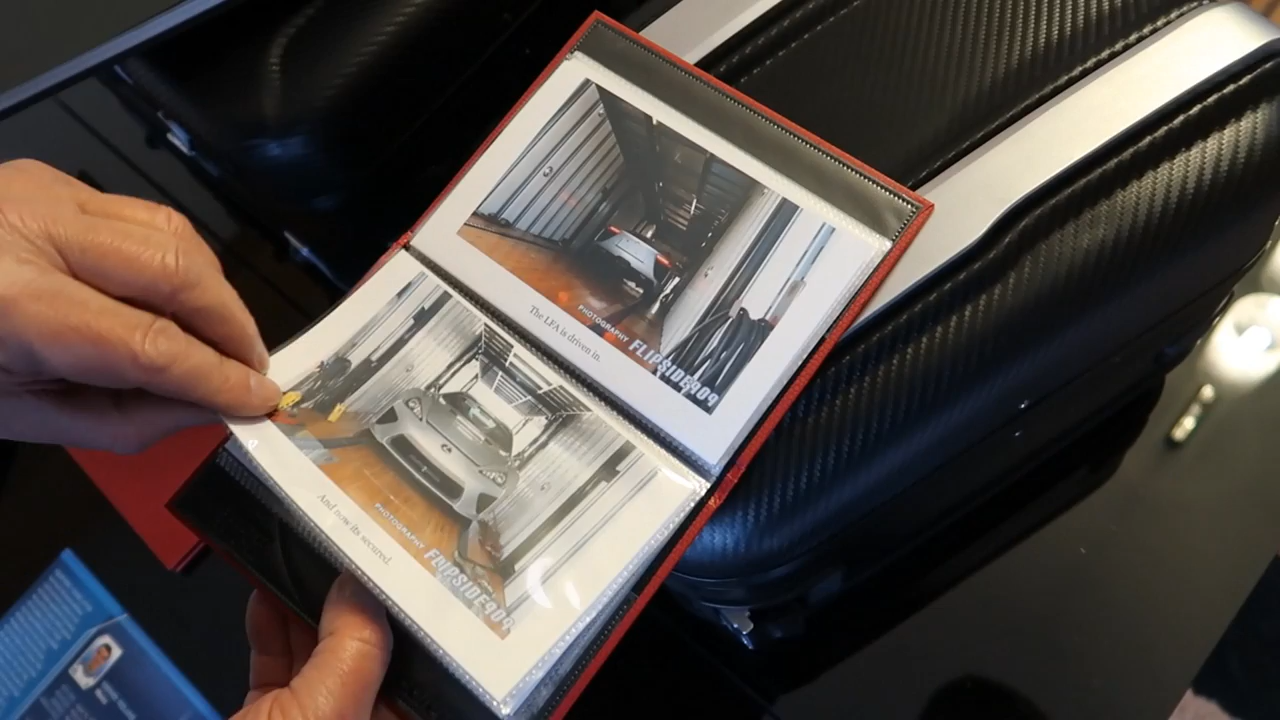 The LFA is driven in.
PHOTOGRAPHY
FLIPSIDE909
And now its secured.
PHOTOGRAPHY
FLIPSIDE909